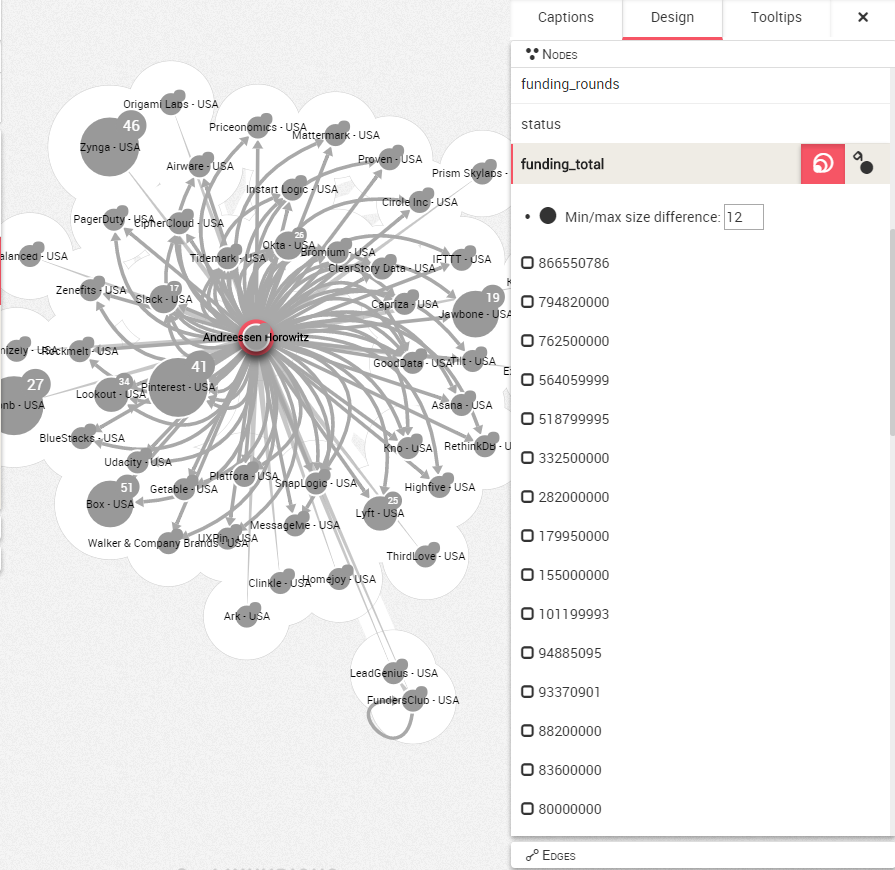 Captions
Design
Tooltips
×
NODES
funding_rounds
status
funding_total
• Min/max size difference: 12
866550786
794820000
762500000
564059999
518799995
332500000
282000000
179950000
155000000
101199993
94885095
93370901
88200000
83600000
80000000
EDGES
Origami Labs - USA
46
Zynga - USA
Priceonomics - USA
Mattermark - USA
Airware - USA
Proven - USA
Prism Skylabs -
Instart Logic - USA
Circle Inc - USA
PagerDuty - USA
CipherCloud - USA
26
Okta - USA
Bromium - USA
alanced - USA
Tidemark - USA
ClearStory Data - USA
IFTTT - USA
Zenefits - USA
17
Slack - USA
Capriza - USA
19
Jawbone - USA
Andreessen Horowitz
Rockmelt - USA
GoodData - USA
Tilt - USA
41
Pinterest - USA
27
nb - USA
34
Lookout - USA
Asana - USA
BlueStacks - USA
Kno - USA
RethinkDB - U
Udacity - USA
Platfora - USA
SnapLogic - USA
Getable - USA
Highfive - USA
51
Box - USA
25
Lyft - USA
MessageMe - USA
UXPin - USA
Walker & Company Brands - USA
ThirdLove - USA
Clinkle - USA
Homejoy - USA
Ark - USA
LeadGenius - USA
FundersClub - USA